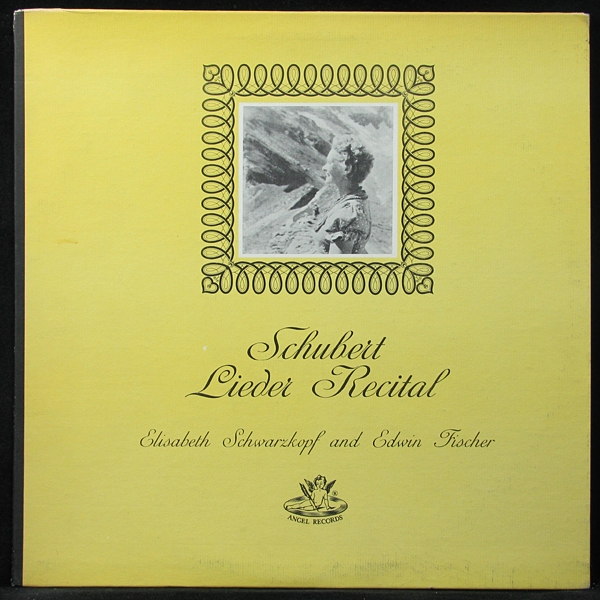 Schubert
Lieder Recital
Elisabeth Schwarzkopf and Edwin Fischer
ANGEL RECORDS